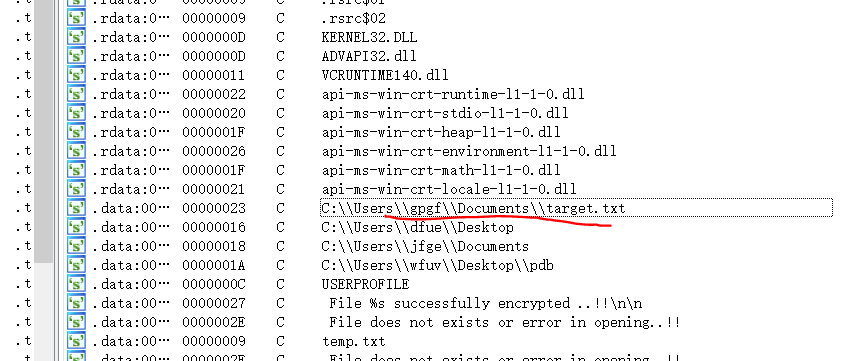 .t 's' .rdata:0… 00000009 C .rsrc$01
.t 's' .rdata:0… 00000009 C .rsrc$02
.t 's' .rdata:0… 0000000D C KERNEL32.DLL
.t 's' .rdata:0… 0000000D C ADVAPI32.dll
.t 's' .rdata:0… 00000011 C VCRUNTIME140.dll
.t 's' .rdata:0… 00000022 C api-ms-win-crt-runtime-l1-1-0.dll
.t 's' .rdata:0… 00000020 C api-ms-win-crt-stdio-l1-1-0.dll
.t 's' .rdata:0… 0000001F C api-ms-win-crt-heap-l1-1-0.dll
.t 's' .rdata:0… 00000026 C api-ms-win-crt-environment-l1-1-0.dll
.t 's' .rdata:0… 0000001F C api-ms-win-crt-math-l1-1-0.dll
.t 's' .rdata:0… 00000021 C api-ms-win-crt-locale-l1-1-0.dll
.t 's' .data:00… 00000023 C C:\\Users\\gpgf\\Documents\\target.txt
.t 's' .data:00… 00000016 C C:\\Users\\dfue\\Desktop
.t 's' .data:00… 00000018 C C:\\Users\\jfge\\Documents
.t 's' .data:00… 0000001A C C:\\Users\\wfuv\\Desktop\\pdb
.t 's' .data:00… 0000000C C USERPROFILE
.t 's' .data:00… 00000027 C File %s successfully encrypted ..!!\n\n
.t 's' .data:00… 0000002E C File does not exists or error in opening..!!
.t 's' .data:00… 00000009 C temp.txt
.t 's' .data:00… 0000002E C File does not exists or error in opening..!!